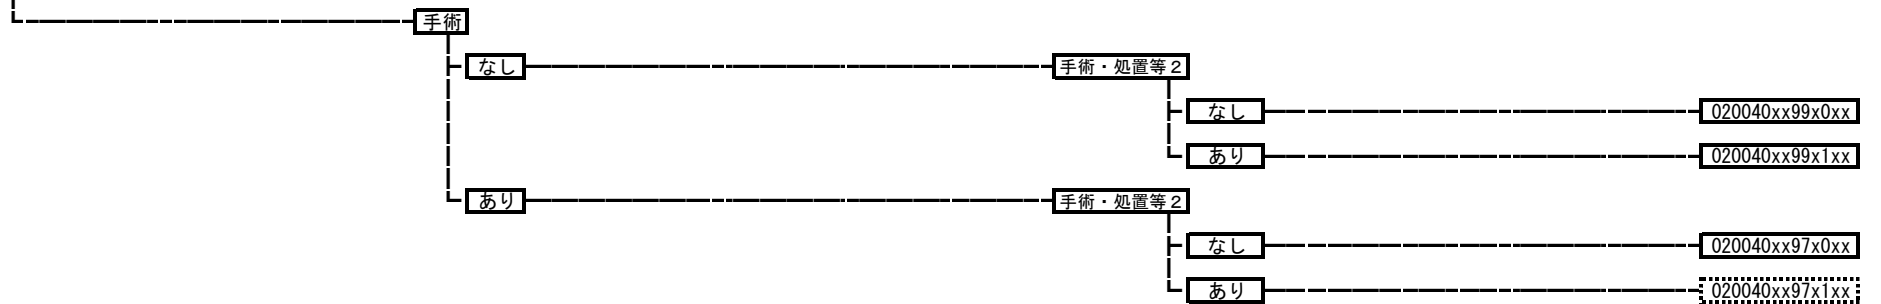 手術
なし 手術・処置等2
なし 020040xx99x0xx
あり 020040xx99x1xx
あり 手術・処置等2
なし 020040xx97x0xx
あり 020040xx97x1xx